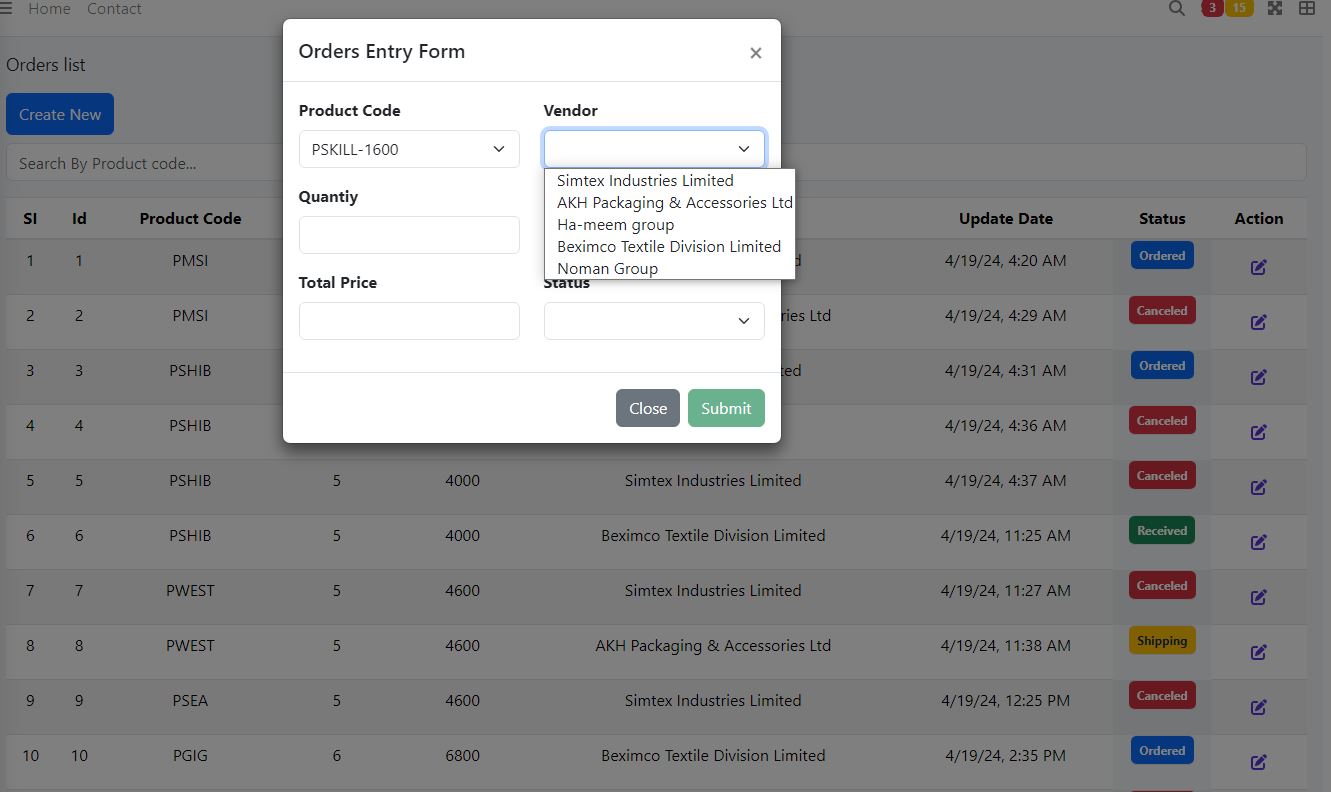 Home Contact 3 15
Orders list
Create New
Search By Product code...
Orders Entry Form ×
Product Code Vendor
PSKILL-1600
Simtex Industries Limited
AKH Packaging & Accessories Ltd
Ha-meem group
Beximco Textile Division Limited
Noman Group
Quantiy
Total Price Status
Close Submit
Sl Id Product Code Update Date Status Action
1 1 PMSI 4/19/24, 4:20 AM Ordered
2 2 PMSI ries Ltd 4/19/24, 4:29 AM Canceled
3 3 PSHIB ed 4/19/24, 4:31 AM Ordered
4 4 PSHIB 4/19/24, 4:36 AM Canceled
5 5 PSHIB 5 4000 Simtex Industries Limited 4/19/24, 4:37 AM Canceled
6 6 PSHIB 5 4000 Beximco Textile Division Limited 4/19/24, 11:25 AM Received
7 7 PWEST 5 4600 Simtex Industries Limited 4/19/24, 11:27 AM Canceled
8 8 PWEST 5 4600 AKH Packaging & Accessories Ltd 4/19/24, 11:38 AM Shipping
9 9 PSEA 5 4600 Simtex Industries Limited 4/19/24, 12:25 PM Canceled
10 10 PGIG 6 6800 Beximco Textile Division Limited 4/19/24, 2:35 PM Ordered